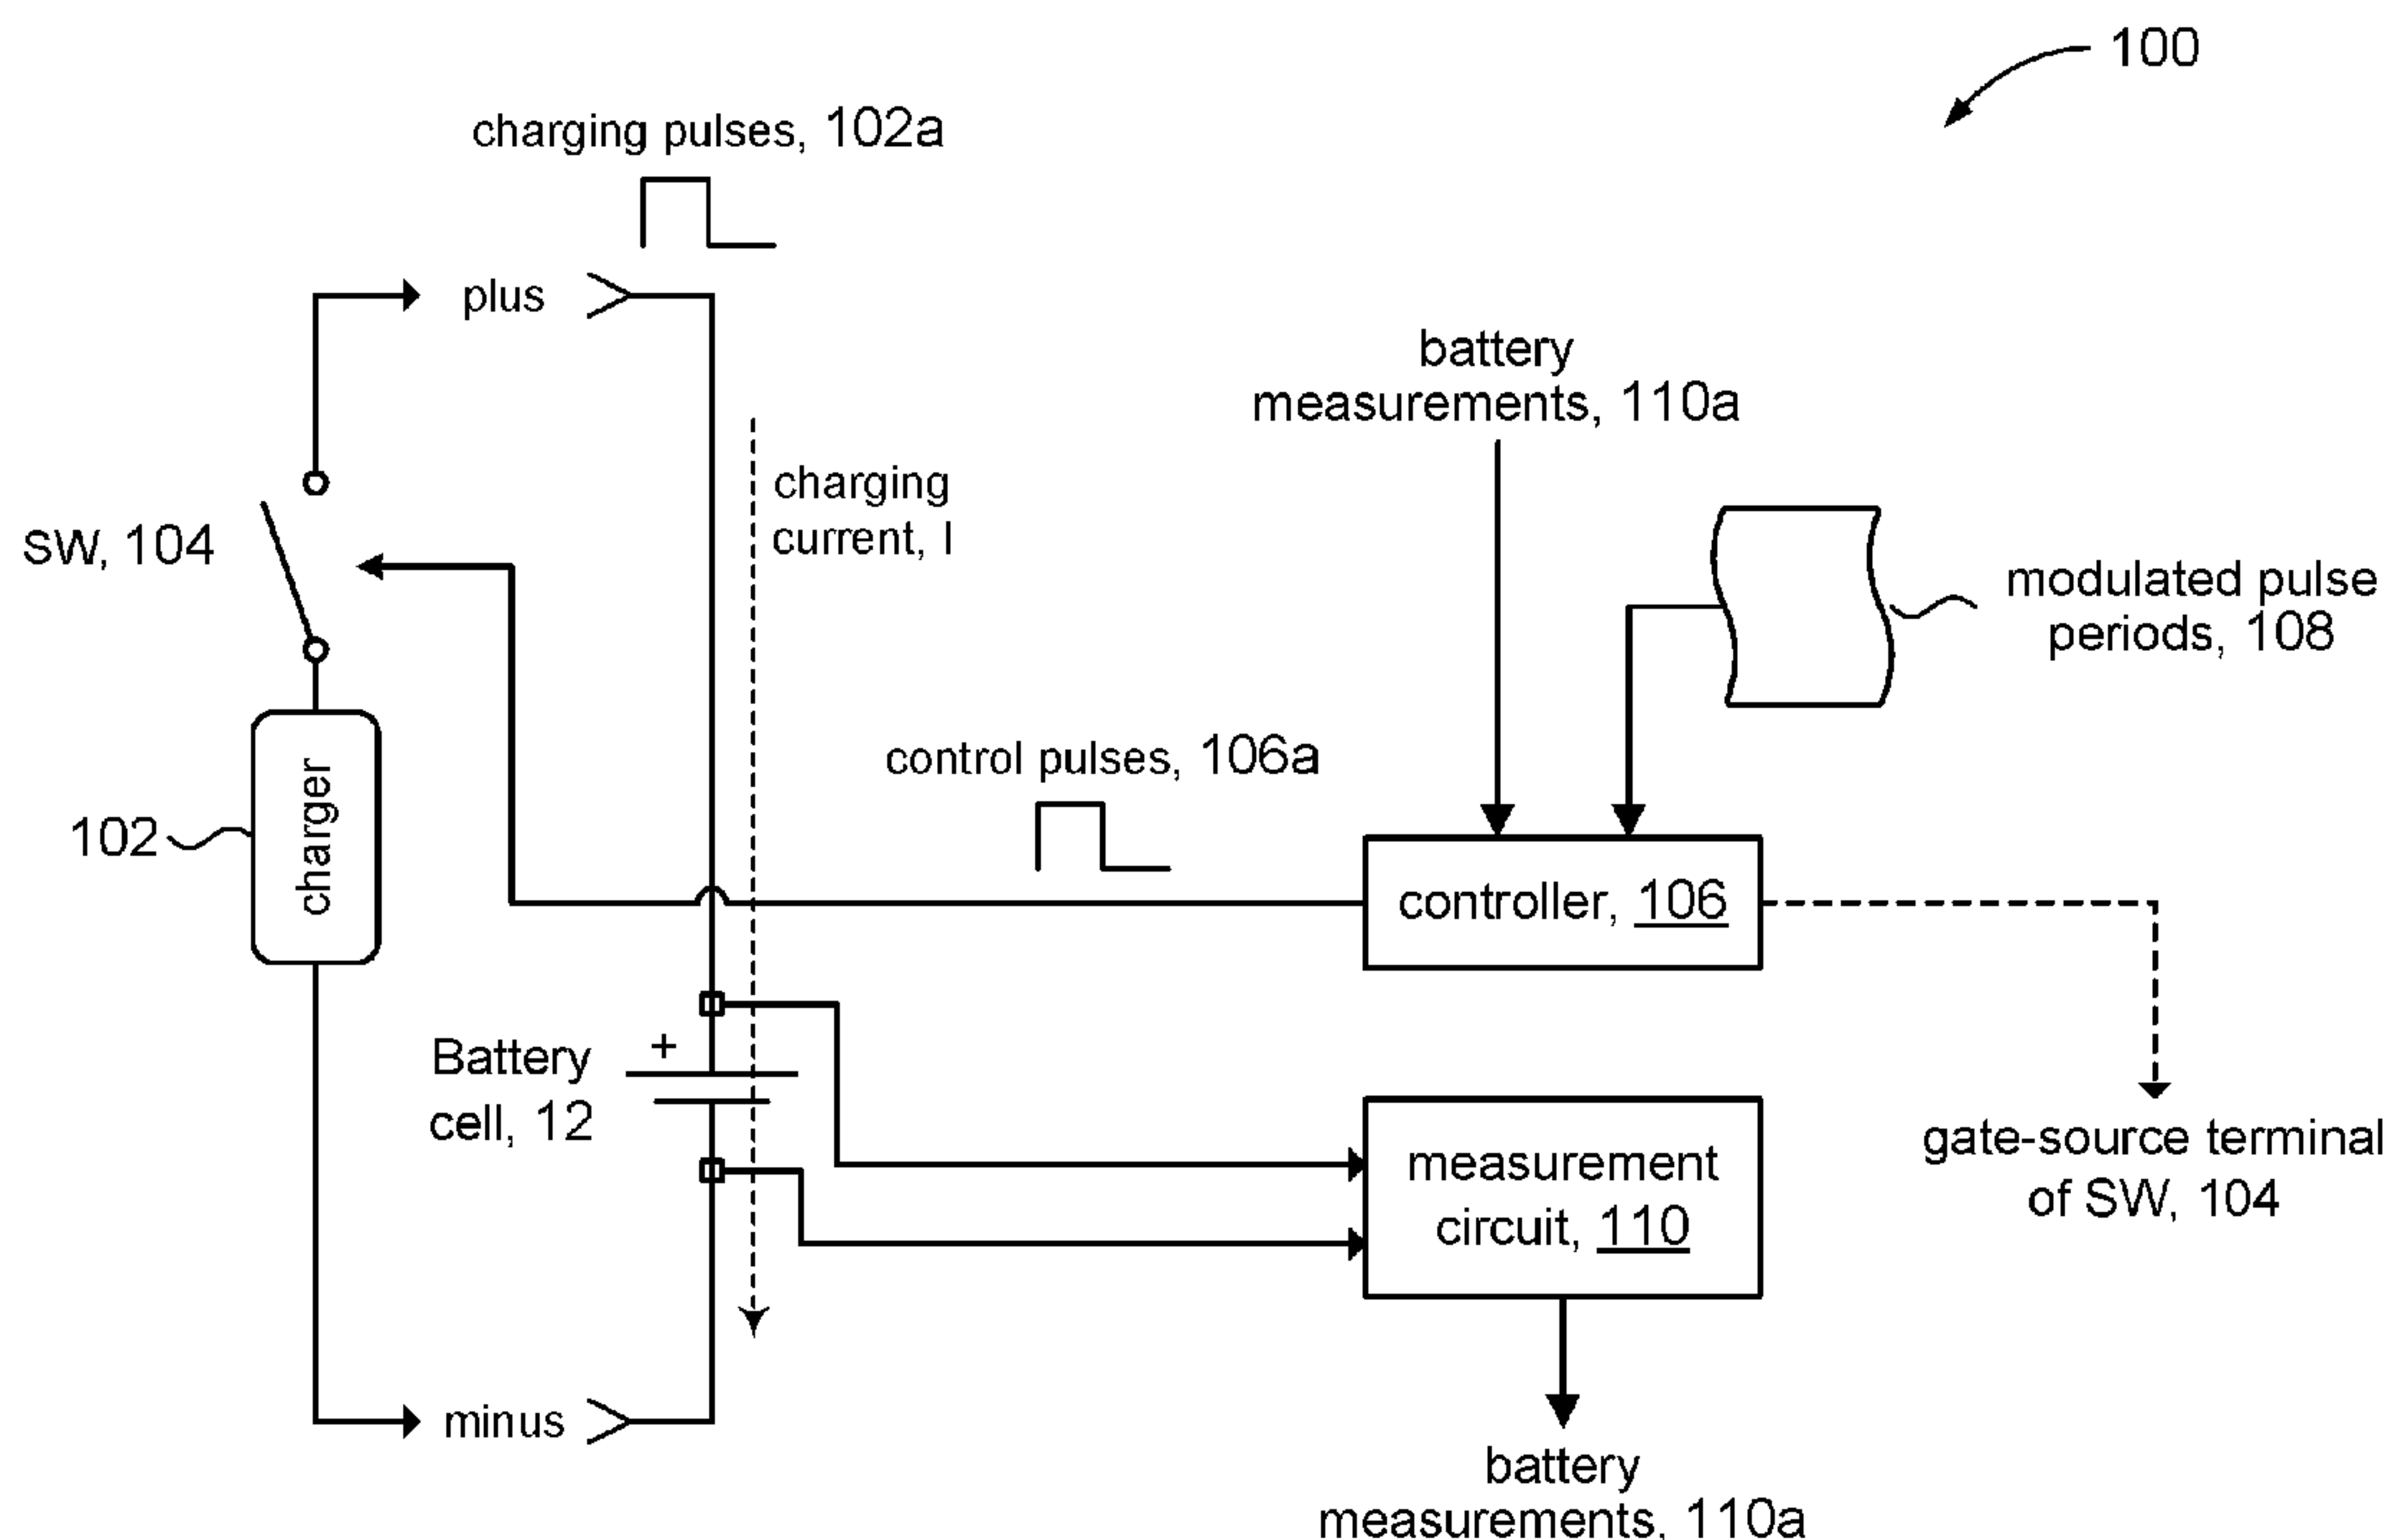 100
charging pulses, 102a
plus
battery
measurements, 110a
charging
current, I
SW, 104
modulated pulse
periods, 108
control pulses, 106a
102
charger
controller, 106
+
Battery
cell, 12
gate-source terminal
of SW, 104
measurement
circuit, 110
minus
battery
measurements, 110a